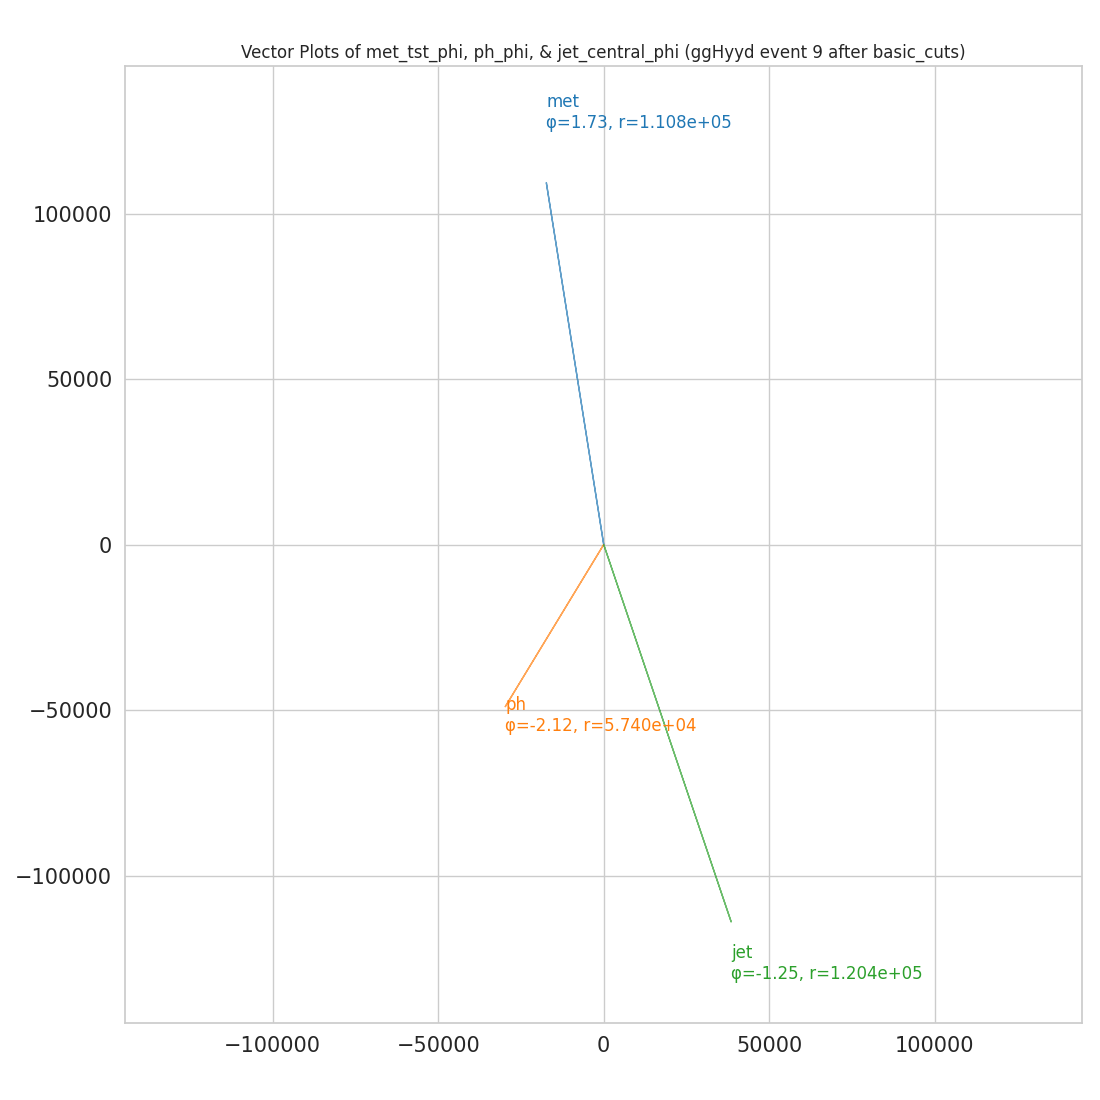 Vector Plots of met_tst_phi, ph_phi, & jet_central_phi (ggHyyd event 9 after basic_cuts)
met
φ=1.73, r=1.108e+05
100000
50000
0
ph
−50000
φ=-2.12, r=5.740e+04
−100000
jet
φ=-1.25, r=1.204e+05
−100000
−50000
0
50000
100000